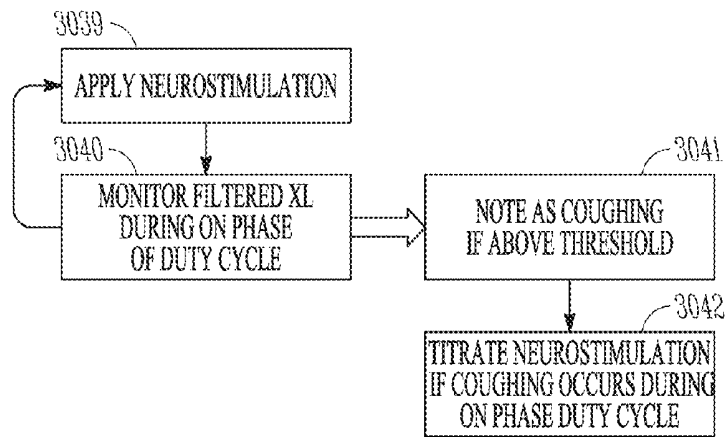 3039
APPLY NEUROSTIMULATION
3040
MONITOR FILTERED XL
DURING ON PHASE
OF DUTY CYCLE
3041
NOTE AS COUGHING
IF ABOVE THRESHOLD
3042
TITRATE NEUROSTIMULATION
IF COUGHING OCCURS DURING
ON PHASE DUTY CYCLE